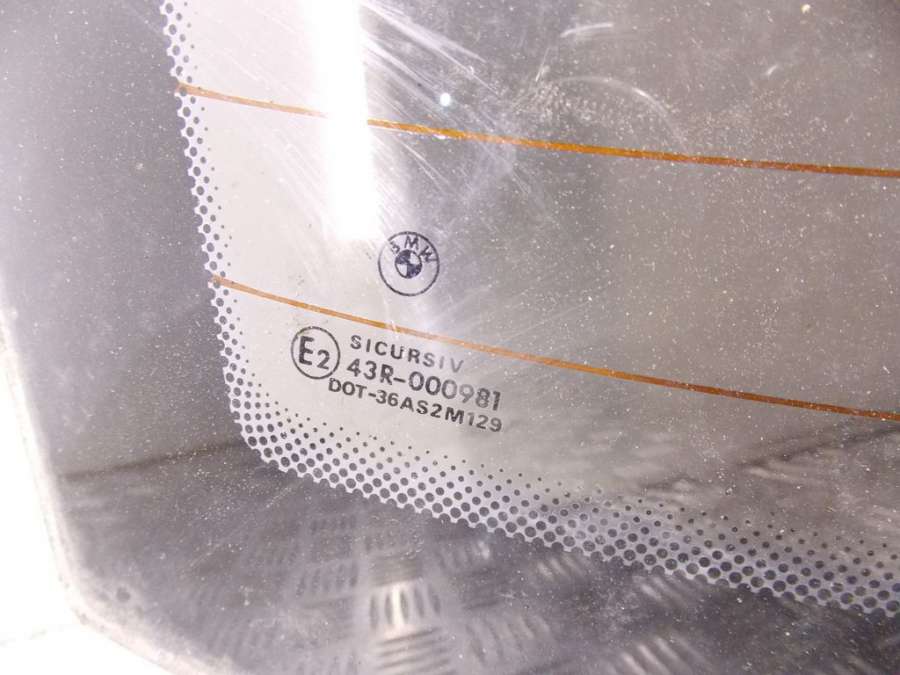 BMW
E2
SICURSIV
43R-000981
DOT-36AS2M129